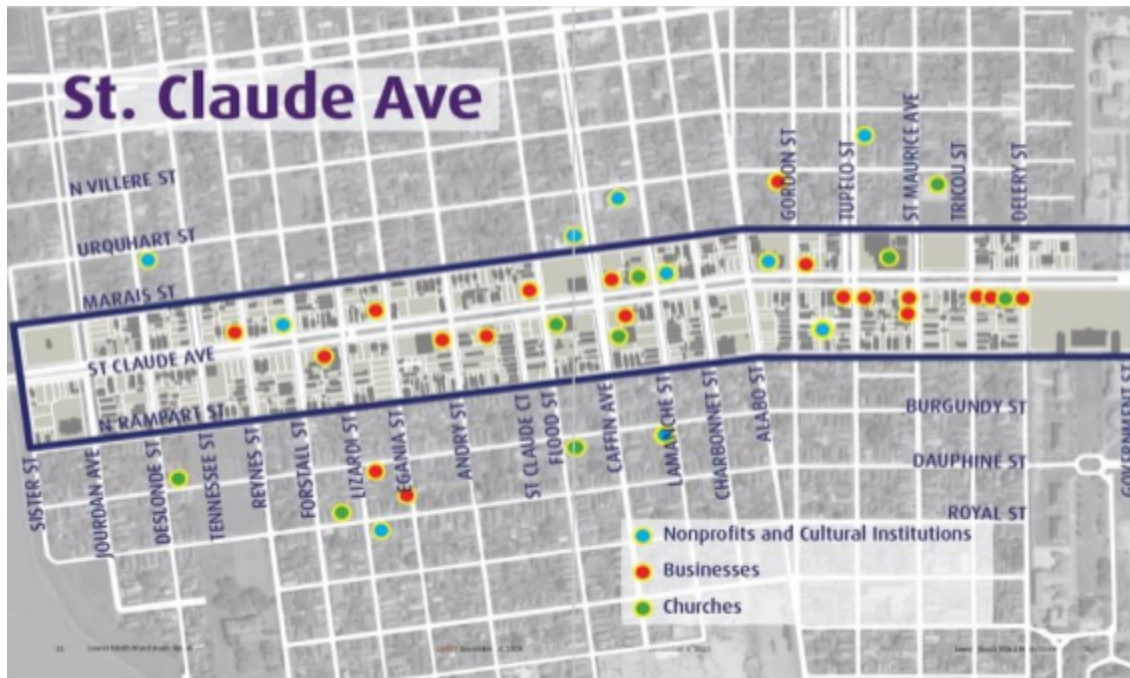 St. Claude Ave
N VILLERE ST
URQUHART ST
MARAIS ST
ST CLAUDE AVE
N RAMPART ST
GORDON ST
TUPELO ST
ST MAURICE AVE
TRICOU ST
DELERY ST
SISTER ST
JOURDAN AVE
DESLONDE ST
TENNESSEE ST
REYNES ST
FORSTALL ST
LIZARDI ST
EGANIA ST
ANDRY ST
ST CLAUDE CT
FLOOD ST
CAFFIN AVE
LAMANCHE ST
CHARBONNET ST
ALABO ST
GOVERNMENT ST
BURGUNDY ST
DAUPHINE ST
ROYAL ST
Nonprofits and Cultural Institutions
Businesses
Churches